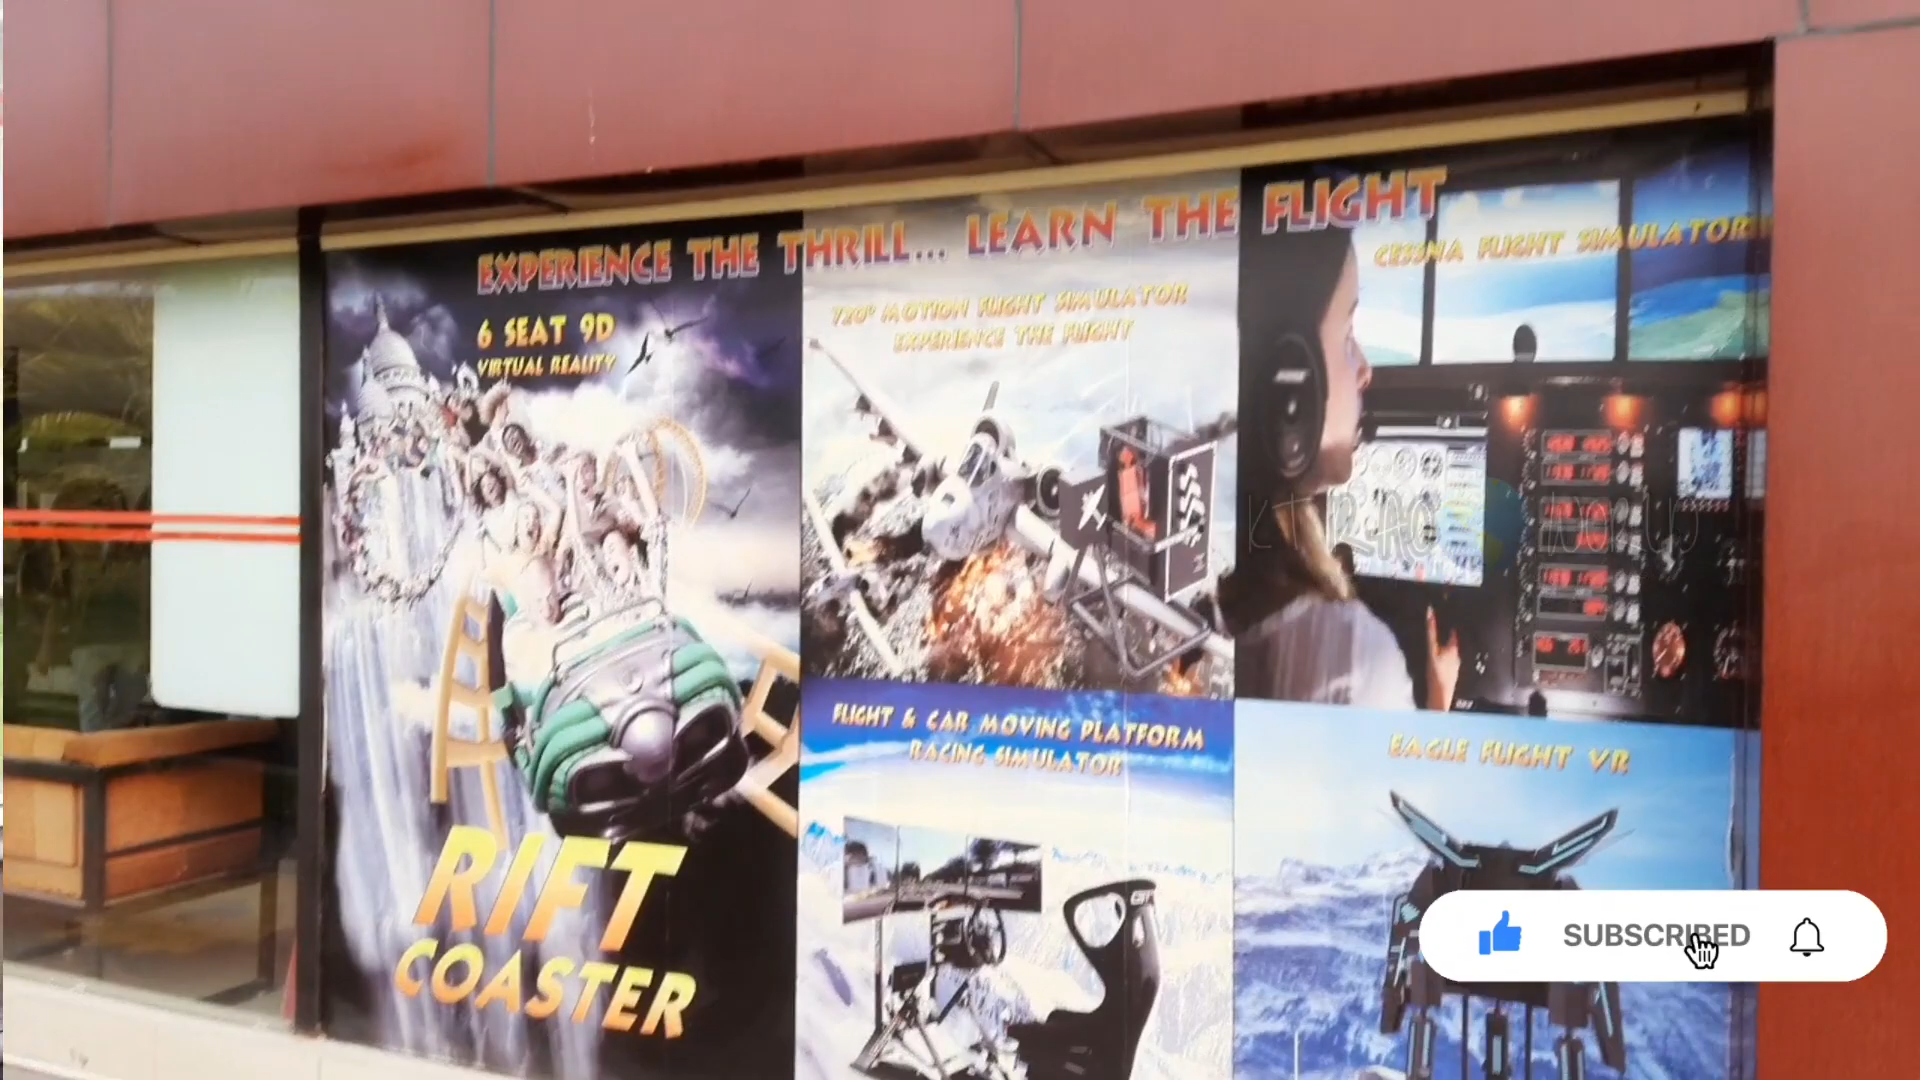 EXPERIENCE THE THRILL... LEARN THE FLIGHT
6 SEAT 9D
VIRTUAL REALITY
RIFT
COASTER
720° MOTION FLIGHT SIMULATOR
EXPERIENCE THE FLIGHT
CESSNA FLIGHT SIMULATOR
FLIGHT & CAR MOVING PLATFORM
RACING SIMULATOR
EAGLE FLIGHT VR
SUBSCRIBED